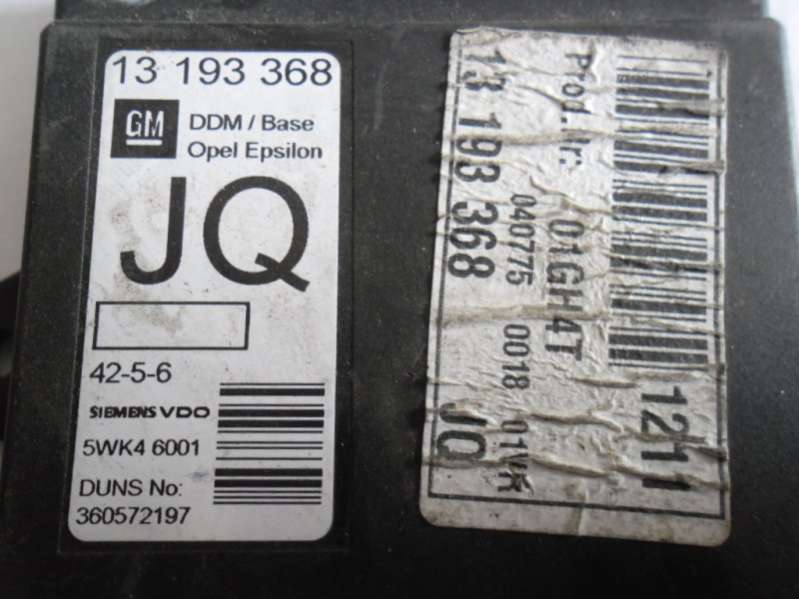 13 193 368
GM
DDM / Base
Opel Epsilon
JQ
42-5-6
SIEMENS VDO
5WK4 6001
DUNS No:
360572197
1211
Prod.Nr. 01GH4T
040775 0018 01VR
13 193 368 JQ